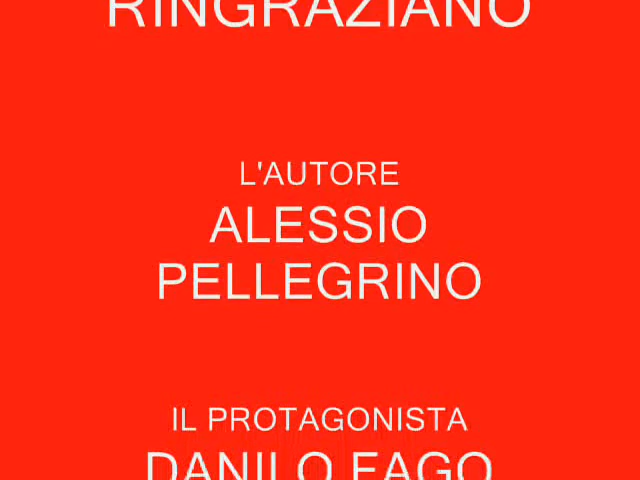 RINGRAZIANO
L'AUTORE
ALESSIO
PELLEGRINO
IL PROTAGONISTA
DANILO FAGO